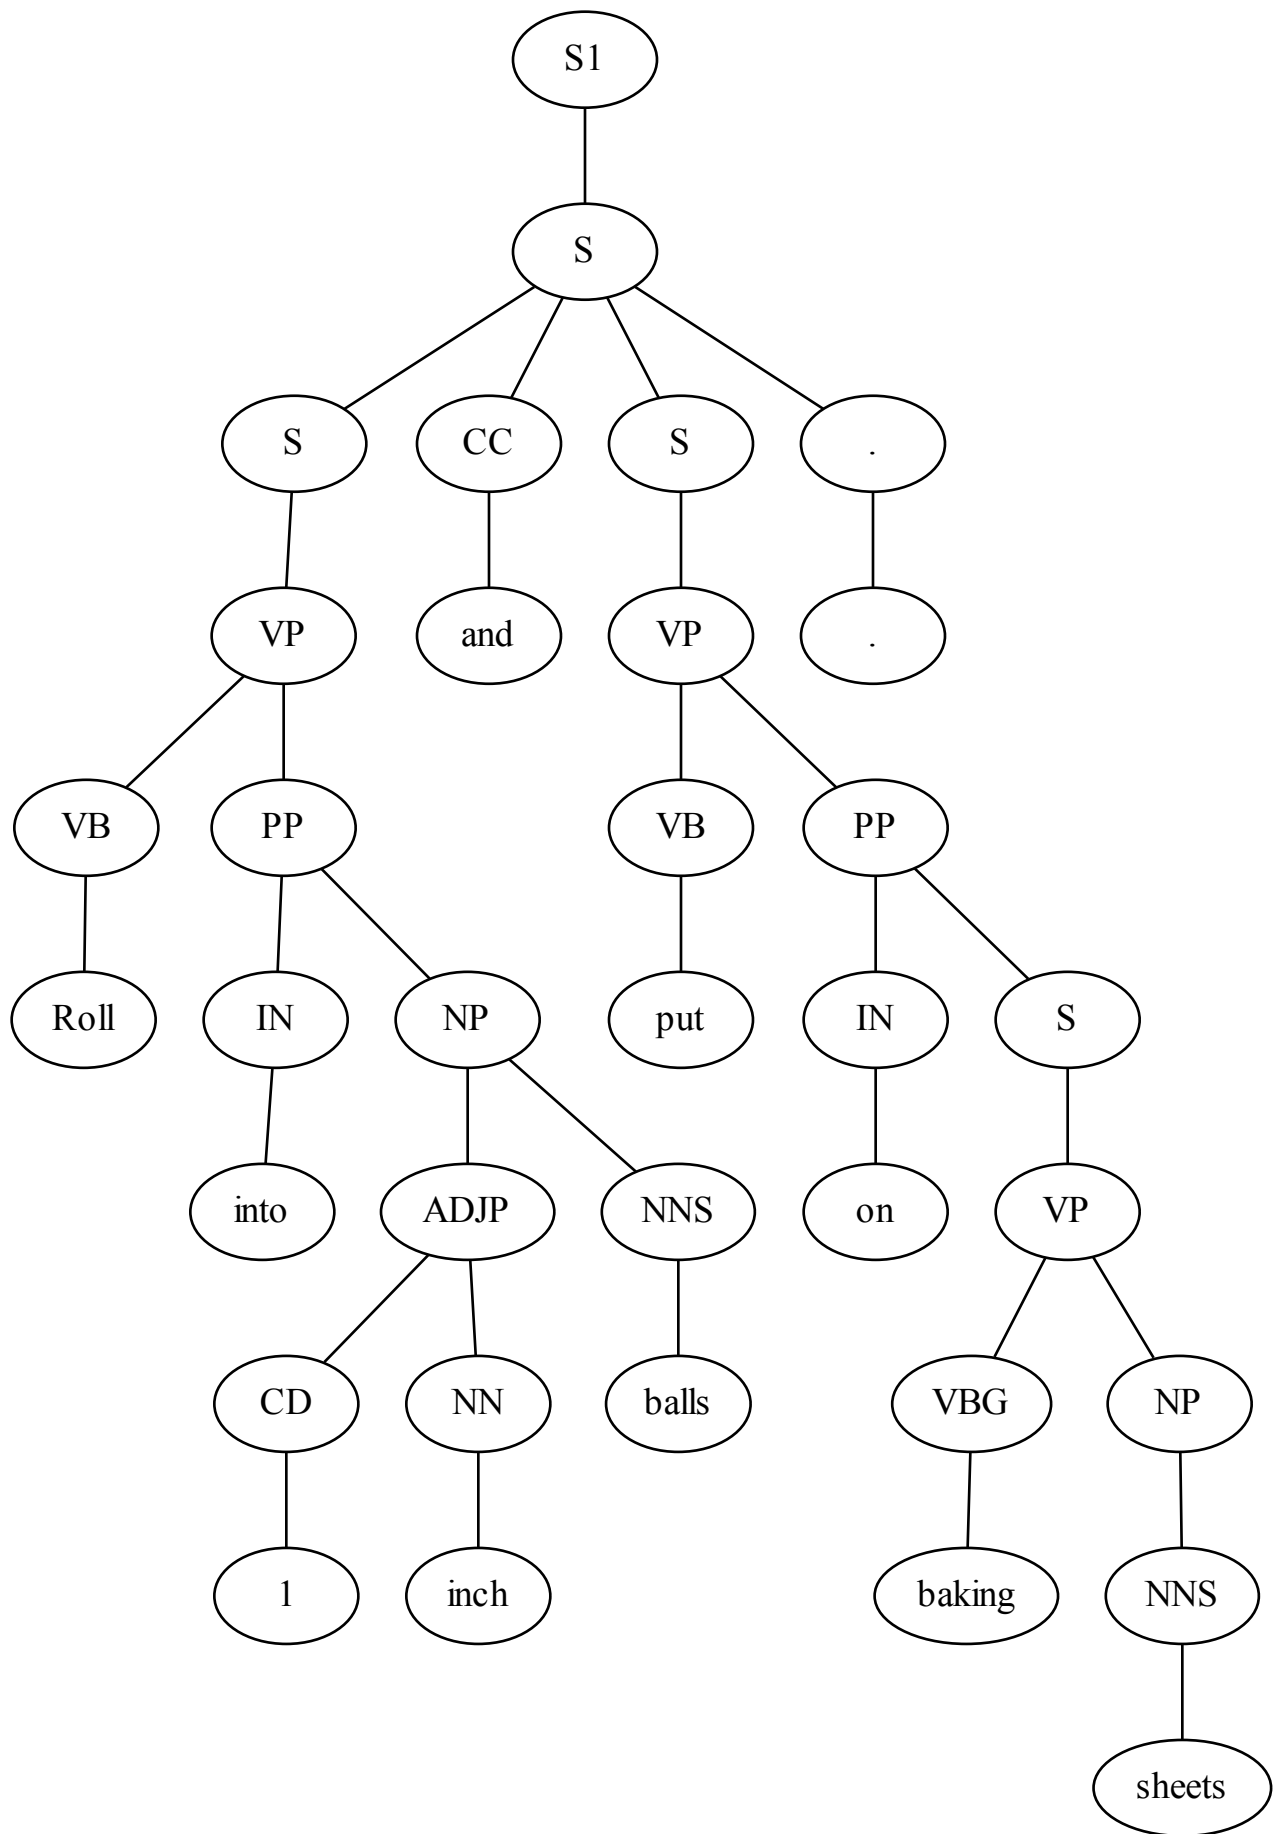 S1
S
S CC S .
VP and VP .
VB PP VB PP
Roll IN NP put IN S
into ADJP NNS on VP
CD NN balls VBG NP
1 inch baking NNS
sheets